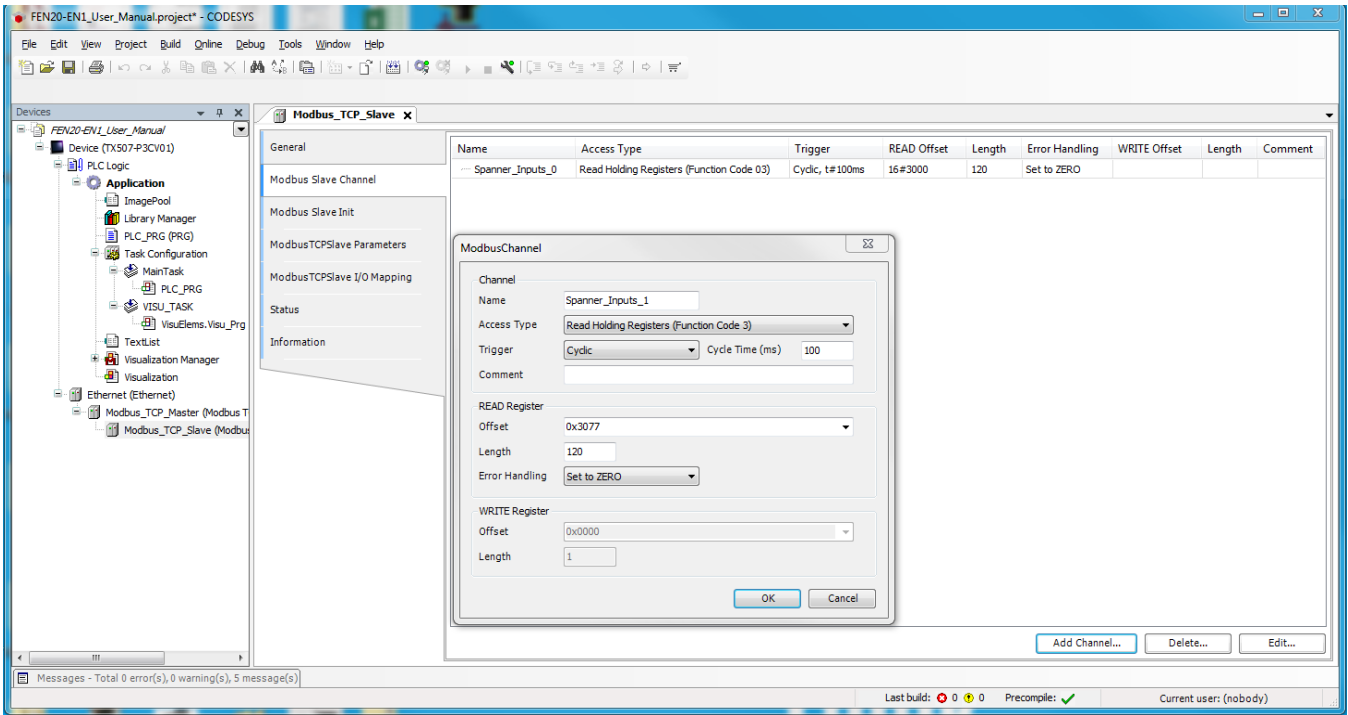 FEN20-EN1_User_Manual.project* - CODESYS
File Edit View Project Build Online Debug Tools Window Help
Devices
FEN20-EN1_User_Manual
Device (TX507-P3CV01)
PLC Logic
Application
ImagePool
Library Manager
PLC_PRG (PRG)
Task Configuration
MainTask
PLC_PRG
VISU_TASK
VisuElems.Visu_Prg
TextList
Visualization Manager
Visualization
Ethernet (Ethernet)
Modbus_TCP_Master (Modbus T
Modbus_TCP_Slave (Modbu
Modbus_TCP_Slave
General
Modbus Slave Channel
Modbus Slave Init
ModbusTCPSlave Parameters
ModbusTCPSlave I/O Mapping
Status
Information
Name Access Type Trigger READ Offset Length Error Handling WRITE Offset Length Comment
Spanner_Inputs_0 Read Holding Registers (Function Code 03) Cyclic, t#100ms 16#3000 120 Set to ZERO
ModbusChannel
Channel
Name Spanner_Inputs_1
Access Type Read Holding Registers (Function Code 3)
Trigger Cyclic Cycle Time (ms) 100
Comment
READ Register
Offset 0x3077
Length 120
Error Handling Set to ZERO
WRITE Register
Offset 0x0000
Length 1
OK Cancel
Add Channel... Delete... Edit...
Messages - Total 0 error(s), 0 warning(s), 5 message(s)
Last build: 0 0 Precompile: Current user: (nobody)